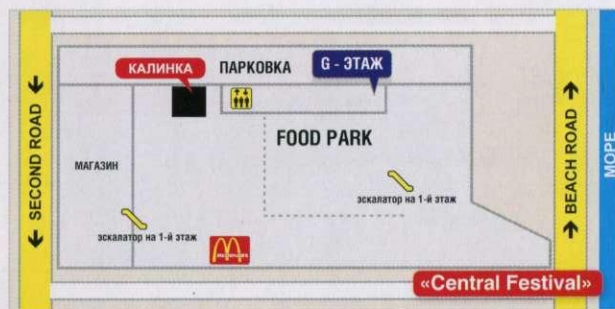 КАЛИНКА
ПАРКОВКА
G - ЭТАЖ
← SECOND ROAD ←
FOOD PARK
МАГАЗИН
эскалатор на 1-й этаж
эскалатор на 1-й этаж
McDonald's
→ BEACH ROAD →
МОРЕ
«Central Festival»